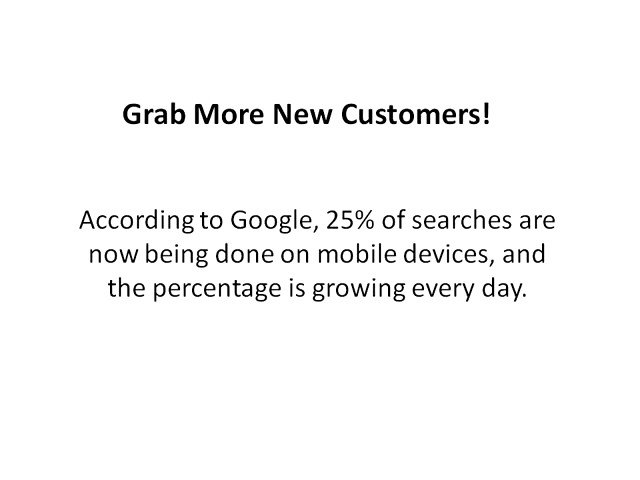 Grab More New Customers!
According to Google, 25% of searches are
now being done on mobile devices, and
the percentage is growing every day.